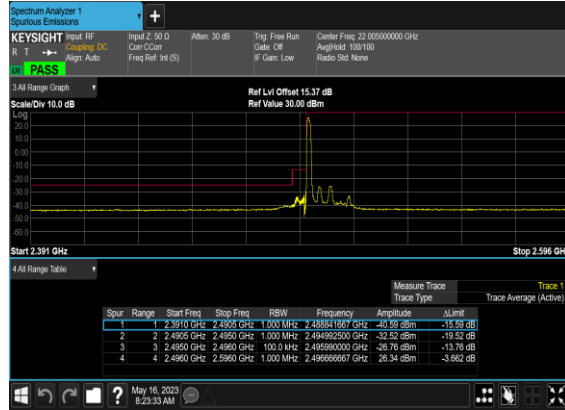 Spectrum Analyzer 1
Spurious Emissions
+
KEYSIGHT Input: RF Input Z: 50 Ω Atten: 30 dB Trig: Free Run Center Freq: 22.005000000 GHz
R T Coupling: DC Corr CCorr Gate: Off Avg|Hold: 100/100
Align: Auto Freq Ref: Int (S) IF Gain: Low Radio Std: None
PASS
3 All Range Graph Ref Lvl Offset 15.37 dB
Scale/Div 10.0 dB Ref Value 30.00 dBm
Log
20.0
10.0
0.00
-10.0
-20.0
-30.0
-40.0
-50.0
-60.0
Start 2.391 GHz Stop 2.596 GH
4 All Range Table
Measure Trace Trace 1
Trace Type Trace Average (Active)
Spur Range Start Freq Stop Freq RBW Frequency Amplitude ΔLimit
1 1 2.3910 GHz 2.4905 GHz 1.000 MHz 2.488841667 GHz -40.59 dBm -15.59 dB
2 2 2.4905 GHz 2.4950 GHz 1.000 MHz 2.494992500 GHz -32.52 dBm -19.52 dB
3 3 2.4950 GHz 2.4960 GHz 100.0 kHz 2.495990000 GHz -26.76 dBm -13.76 dB
4 4 2.4960 GHz 2.5960 GHz 1.000 MHz 2.496666667 GHz 26.34 dBm -3.662 dB
?
May 16, 2023
8:23:33 AM